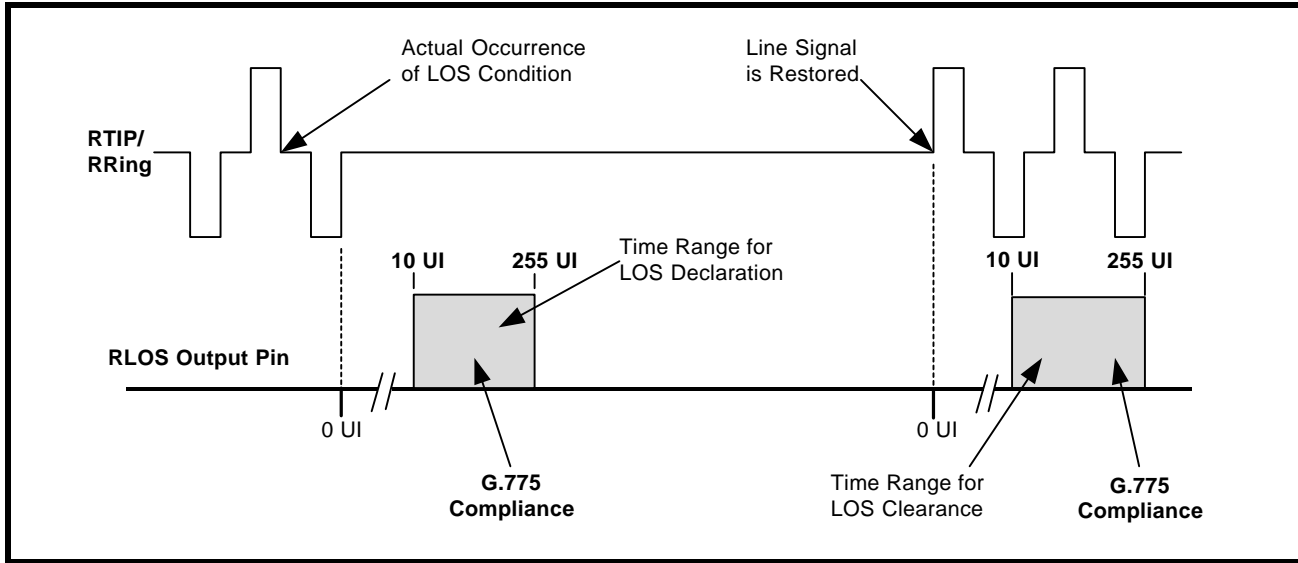 Actual Occurrence
of LOS Condition
Line Signal
is Restored
RTIP/
RRing
10 UI
255 UI
Time Range for
LOS Declaration
10 UI
255 UI
RLOS Output Pin
0 UI
0 UI
G.775
Compliance
Time Range for
LOS Clearance
G.775
Compliance